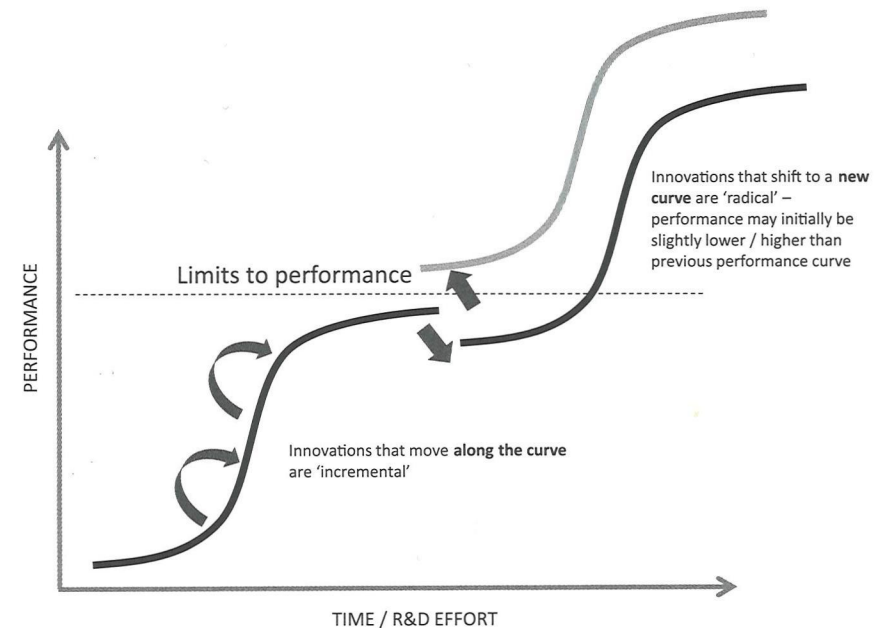 Innovations that shift to a new
curve are ‘radical’ –
performance may initially be
slightly lower / higher than
previous performance curve
Limits to performance
PERFORMANCE
Innovations that move along the curve
are ‘incremental’
TIME / R&D EFFORT